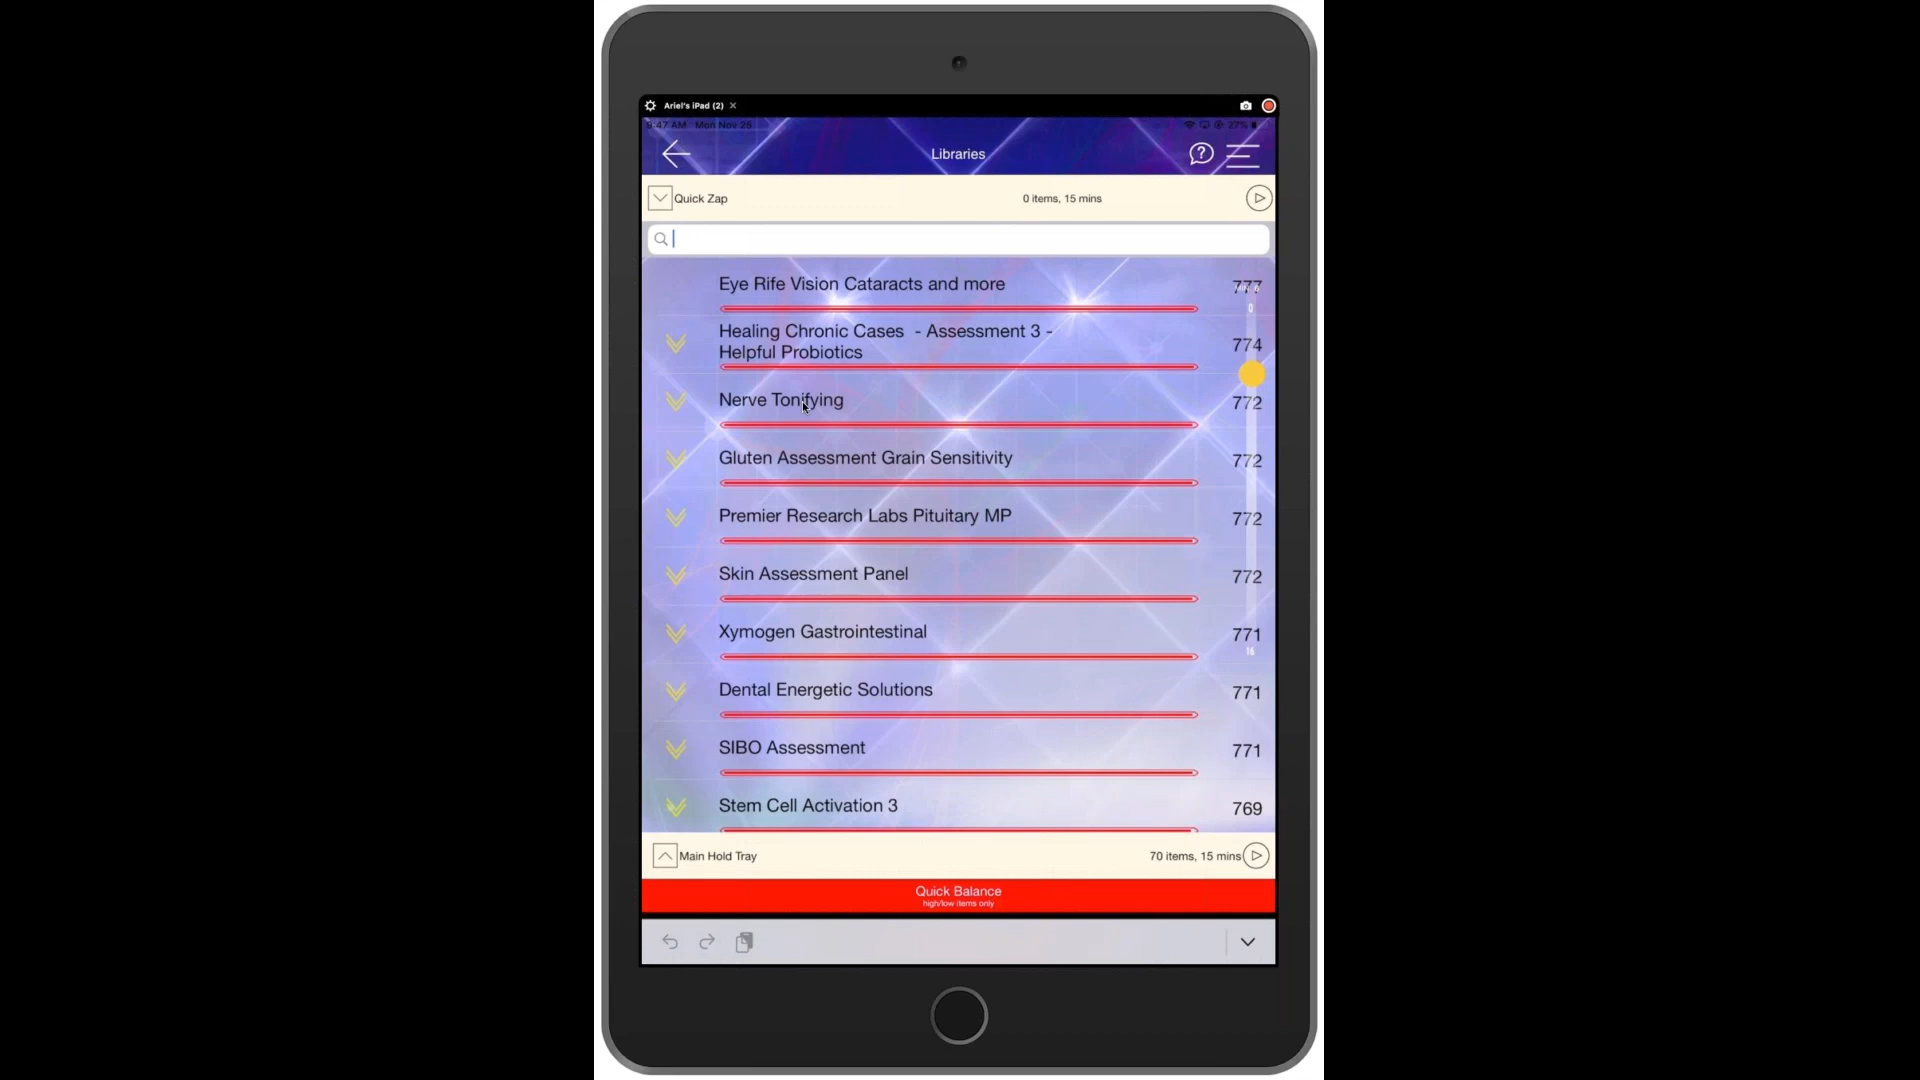 Ariel's iPad (2)
9:47 AM Mon Nov 25
27%
Libraries
Quick Zap
0 items, 15 mins
Eye Rife Vision Cataracts and more
777
0
Healing Chronic Cases - Assessment 3 -
Helpful Probiotics
774
Nerve Tonifying
772
Gluten Assessment Grain Sensitivity
772
Premier Research Labs Pituitary MP
772
Skin Assessment Panel
772
Xymogen Gastrointestinal
771
16
Dental Energetic Solutions
771
SIBO Assessment
771
Stem Cell Activation 3
769
Main Hold Tray
70 items, 15 mins
Quick Balance
high/low items only